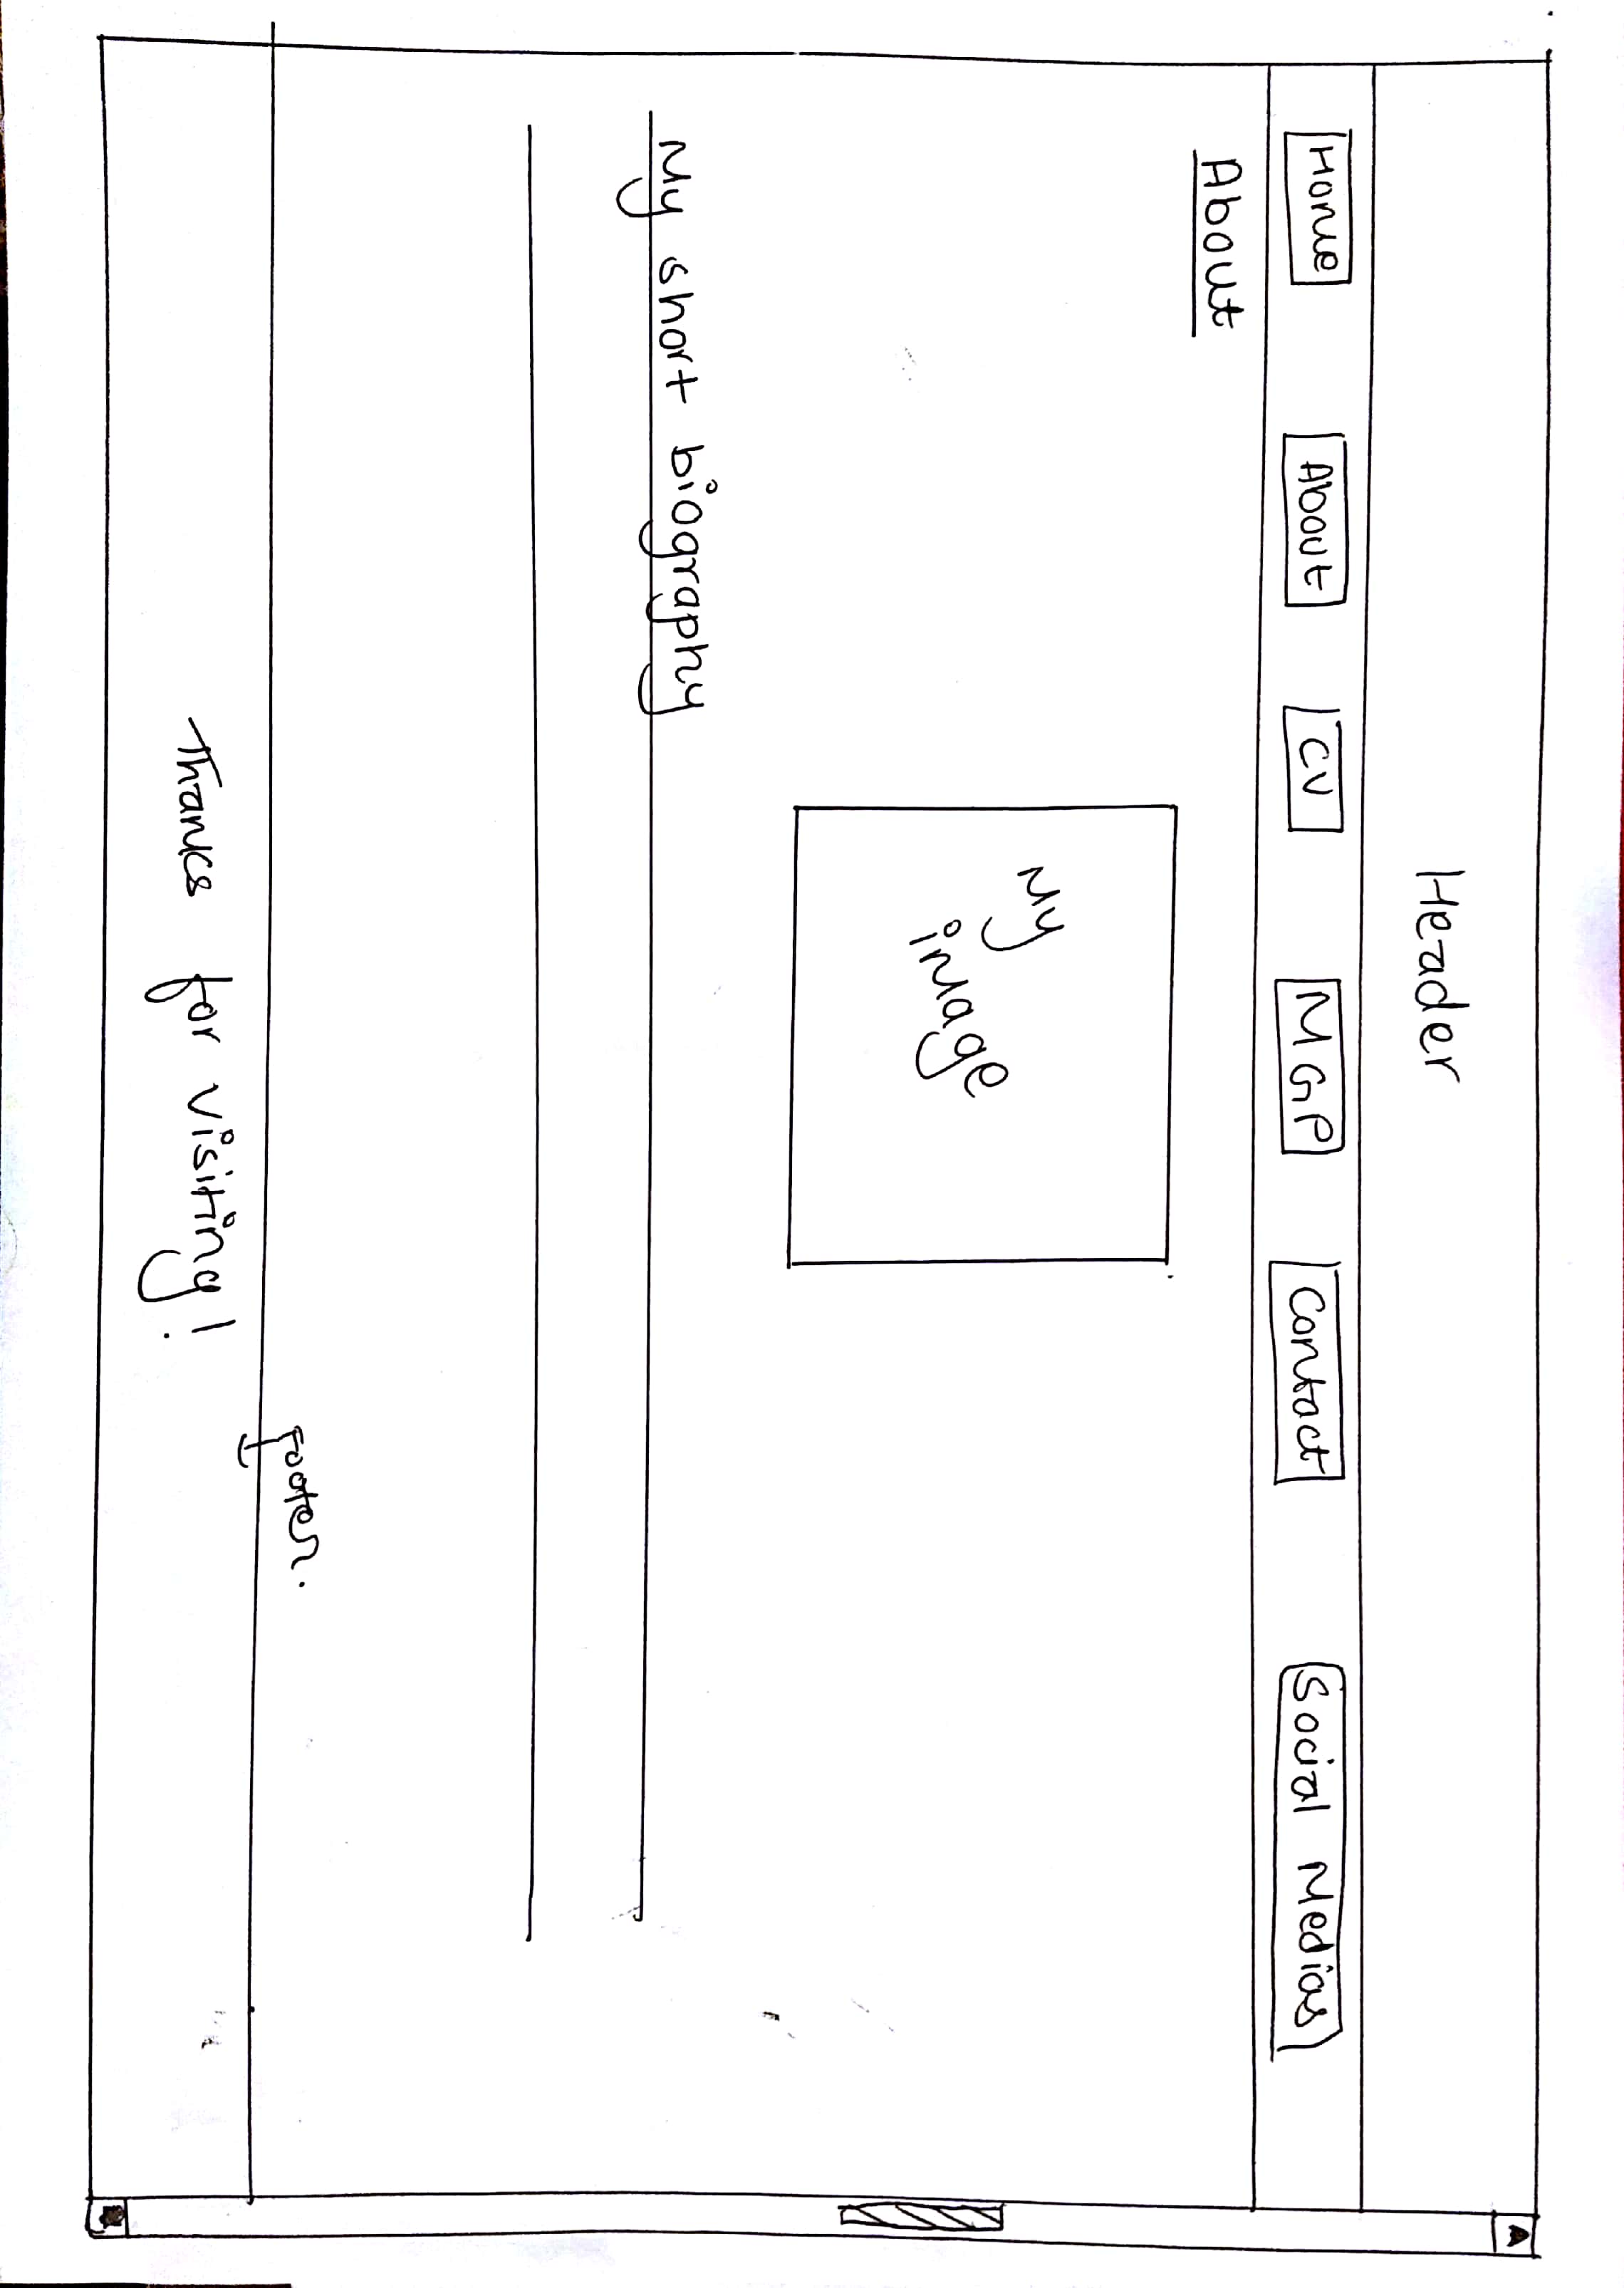 Header
Home About CV MGP Contact Social Medias
About
My
image
My short biography
Footer.
Thanks for visiting!